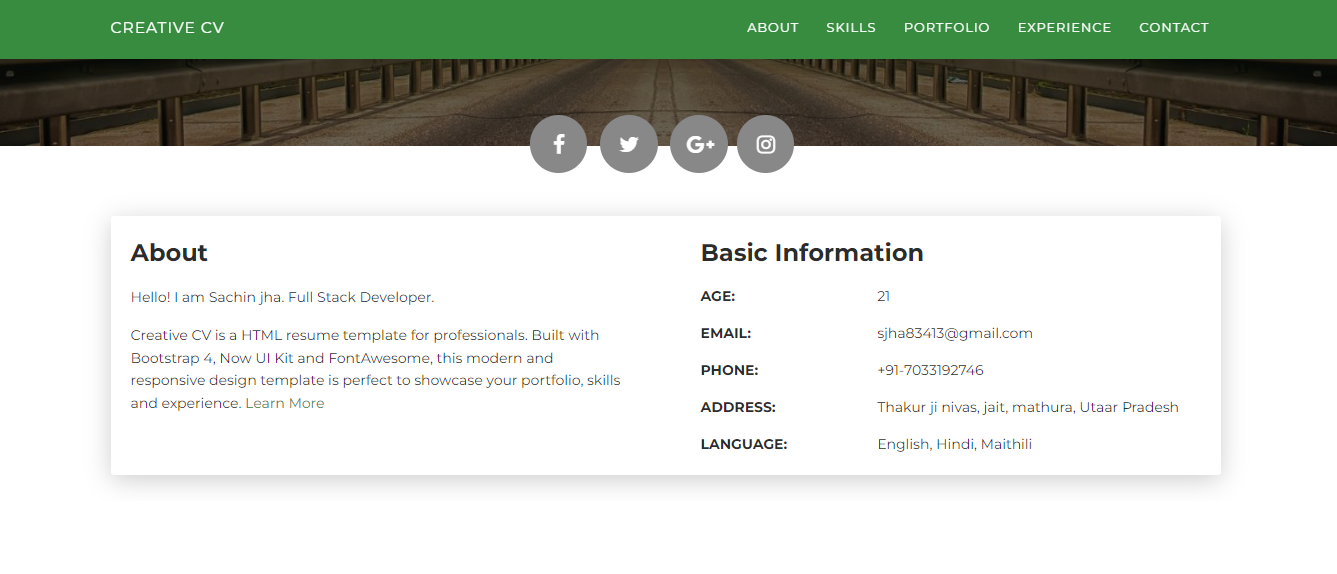 CREATIVE CV
ABOUT SKILLS PORTFOLIO EXPERIENCE CONTACT
About
Hello! I am Sachin jha. Full Stack Developer.
Creative CV is a HTML resume template for professionals. Built with
Bootstrap 4, Now UI Kit and FontAwesome, this modern and
responsive design template is perfect to showcase your portfolio, skills
and experience. Learn More
Basic Information
AGE: 21
EMAIL: sjha83413@gmail.com
PHONE: +91-7033192746
ADDRESS: Thakur ji nivas, jait, mathura, Utaar Pradesh
LANGUAGE: English, Hindi, Maithili